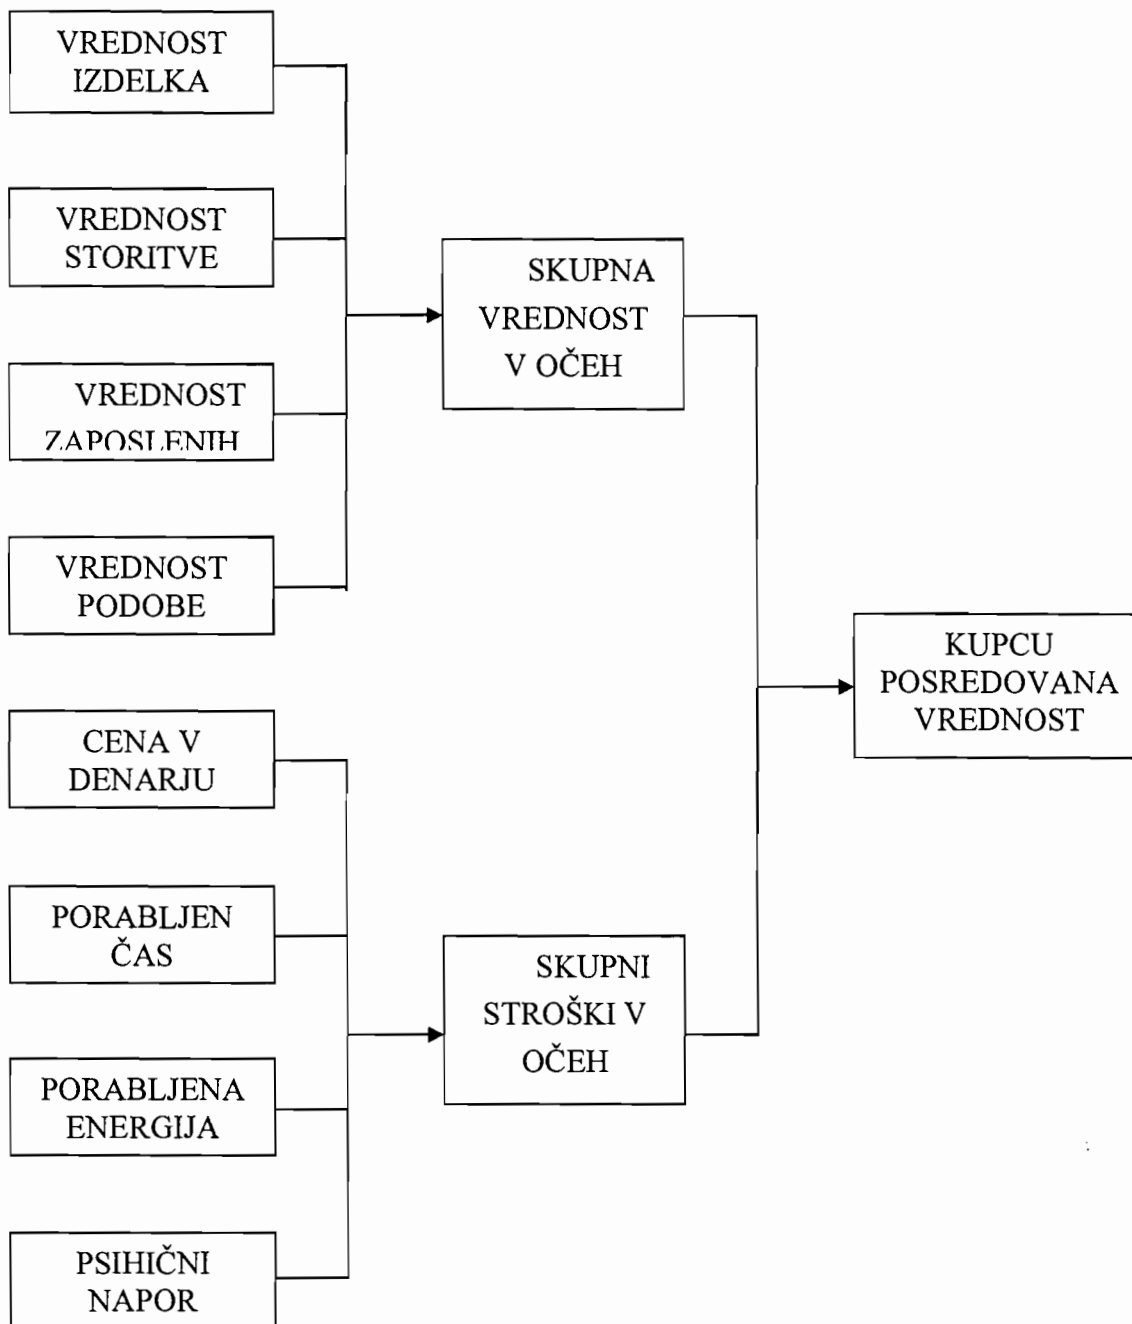 VREDNOST
IZDELKA
VREDNOST
STORITVE
VREDNOST
ZAPOSLENIH
VREDNOST
PODOBE
SKUPNA
VREDNOST
V OČEH
CENA V
DENARJU
PORABLJEN
ČAS
PORABLJENA
ENERGIJA
PSIHIČNI
NAPOR
SKUPNI
STROŠKI V
OČEH
KUPCU
POSREDOVANA
VREDNOST